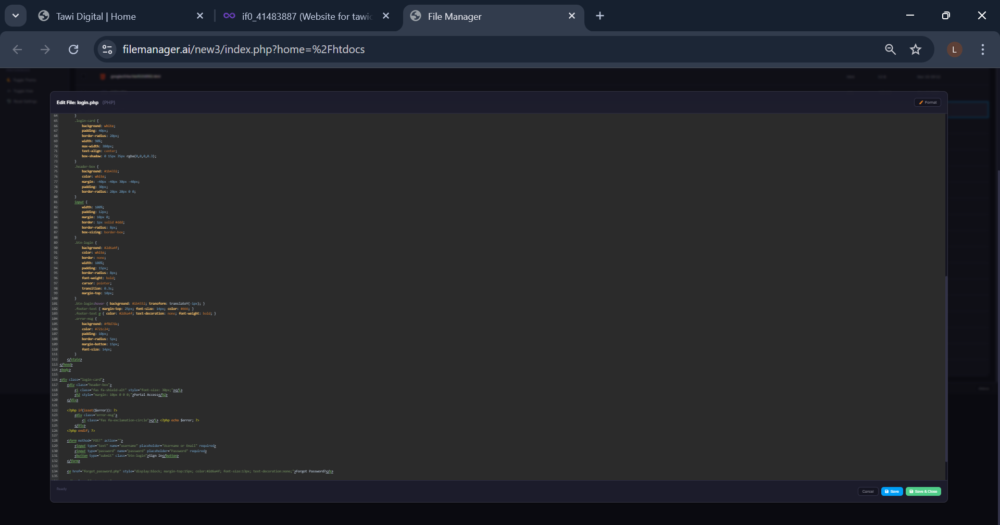 Tawi Digital | Home
if0_41483887 (Website for tawic
File Manager
filemanager.ai/new3/index.php?home=%2Fhtdocs
L
Edit File: login.php (PHP)
Format
64 }
65 .login-card {
66 background: white;
67 padding: 40px;
68 border-radius: 20px;
69 width: 90%;
70 max-width: 380px;
71 text-align: center;
72 box-shadow: 0 15px 35px rgba(0,0,0,0.3);
73 }
74 .header-box {
75 background: #1b4332;
76 color: white;
77 margin: -40px -40px 30px -40px;
78 padding: 30px;
79 border-radius: 20px 20px 0 0;
80 }
81 input {
82 width: 100%;
83 padding: 12px;
84 margin: 10px 0;
85 border: 1px solid #ddd;
86 border-radius: 8px;
87 box-sizing: border-box;
88 }
89 .btn-login {
90 background: #2d6a4f;
91 color: white;
92 border: none;
93 width: 100%;
94 padding: 15px;
95 border-radius: 8px;
96 font-weight: bold;
97 cursor: pointer;
98 transition: 0.3s;
99 margin-top: 10px;
100 }
101 .btn-login:hover { background: #1b4332; transform: translateY(-1px); }
102 .footer-text { margin-top: 25px; font-size: 14px; color: #666; }
103 .footer-text a { color: #2d6a4f; text-decoration: none; font-weight: bold; }
104 .error-msg {
105 background: #f8d7da;
106 color: #721c24;
107 padding: 10px;
108 border-radius: 5px;
109 margin-bottom: 15px;
110 font-size: 14px;
111 }
112 </style>
113 </head>
114 <body>
115
116 <div class="login-card">
117 <div class="header-box">
118 <i class="fas fa-shield-alt" style="font-size: 30px;"></i>
119 <h2 style="margin: 10px 0 0 0;">Portal Access</h2>
120 </div>
121
122 <?php if(isset($error)): ?>
123 <div class="error-msg">
124 <i class="fas fa-exclamation-circle"></i> <?php echo $error; ?>
125 </div>
126 <?php endif; ?>
127
128 <form method="POST" action="">
129 <input type="text" name="username" placeholder="Username or Email" required>
130 <input type="password" name="password" placeholder="Password" required>
131 <button type="submit" class="btn-login">Sign In</button>
132 </form>
133
134 <a href="forgot_password.php" style="display:block; margin-top:15px; color:#2d6a4f; font-size:13px; text-decoration:none;">Forgot Password?</a>
135
Ready
Cancel
Save
Save & Close